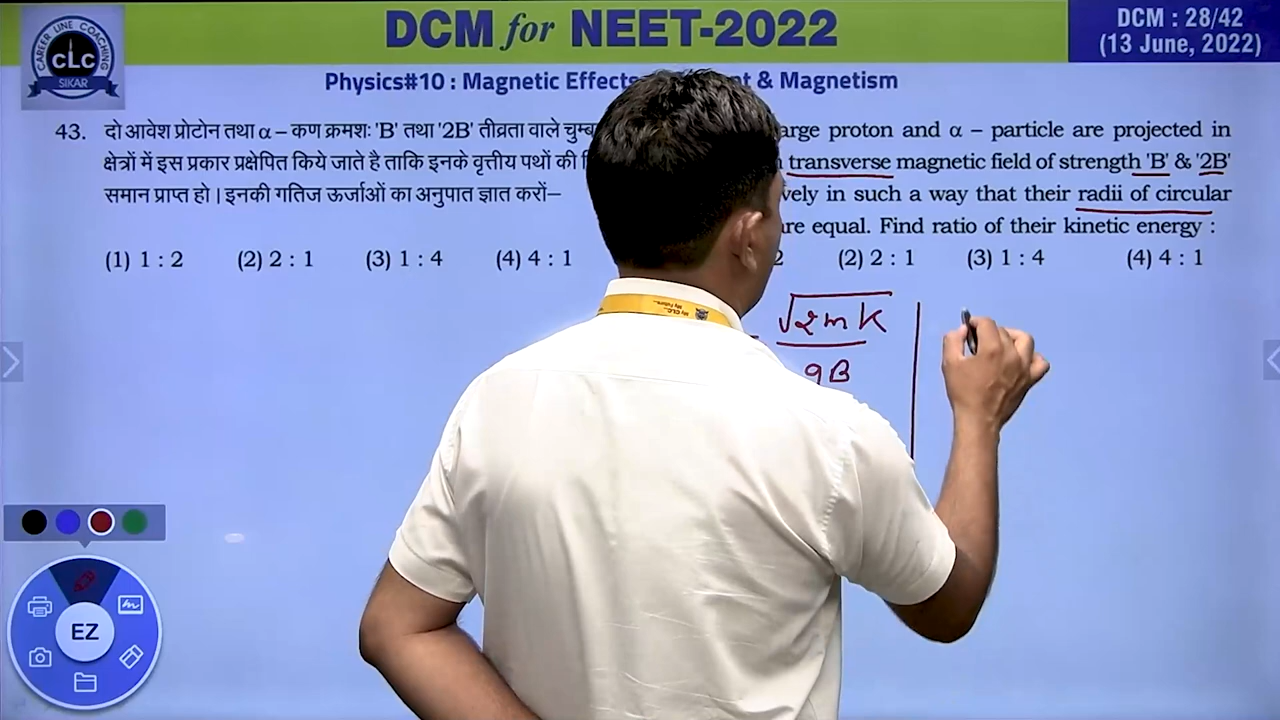 CAREER LINE COACHING
CLC
SIKAR
DCM for NEET-2022
DCM : 28/42
(13 June, 2022)
Physics#10 : Magnetic Effects & Magnetism
43. दो आवेश प्रोटोन तथा α – कण क्रमशः 'B' तथा '2B' तीव्रता वाले
क्षेत्रों में इस प्रकार प्रक्षेपित किये जाते है ताकि इनके वृत्तीय पथों की
समान प्राप्त हो। इनकी गतिज ऊर्जाओं का अनुपात ज्ञात करों–
(1) 1 : 2 (2) 2 : 1 (3) 1 : 4 (4) 4 : 1
proton and α – particle are projected in
transverse magnetic field of strength 'B' & '2B'
in such a way that their radii of circular
equal. Find ratio of their kinetic energy :
2 (2) 2 : 1 (3) 1 : 4 (4) 4 : 1
√2mK
qB
My Future...
My CLC...
EZ